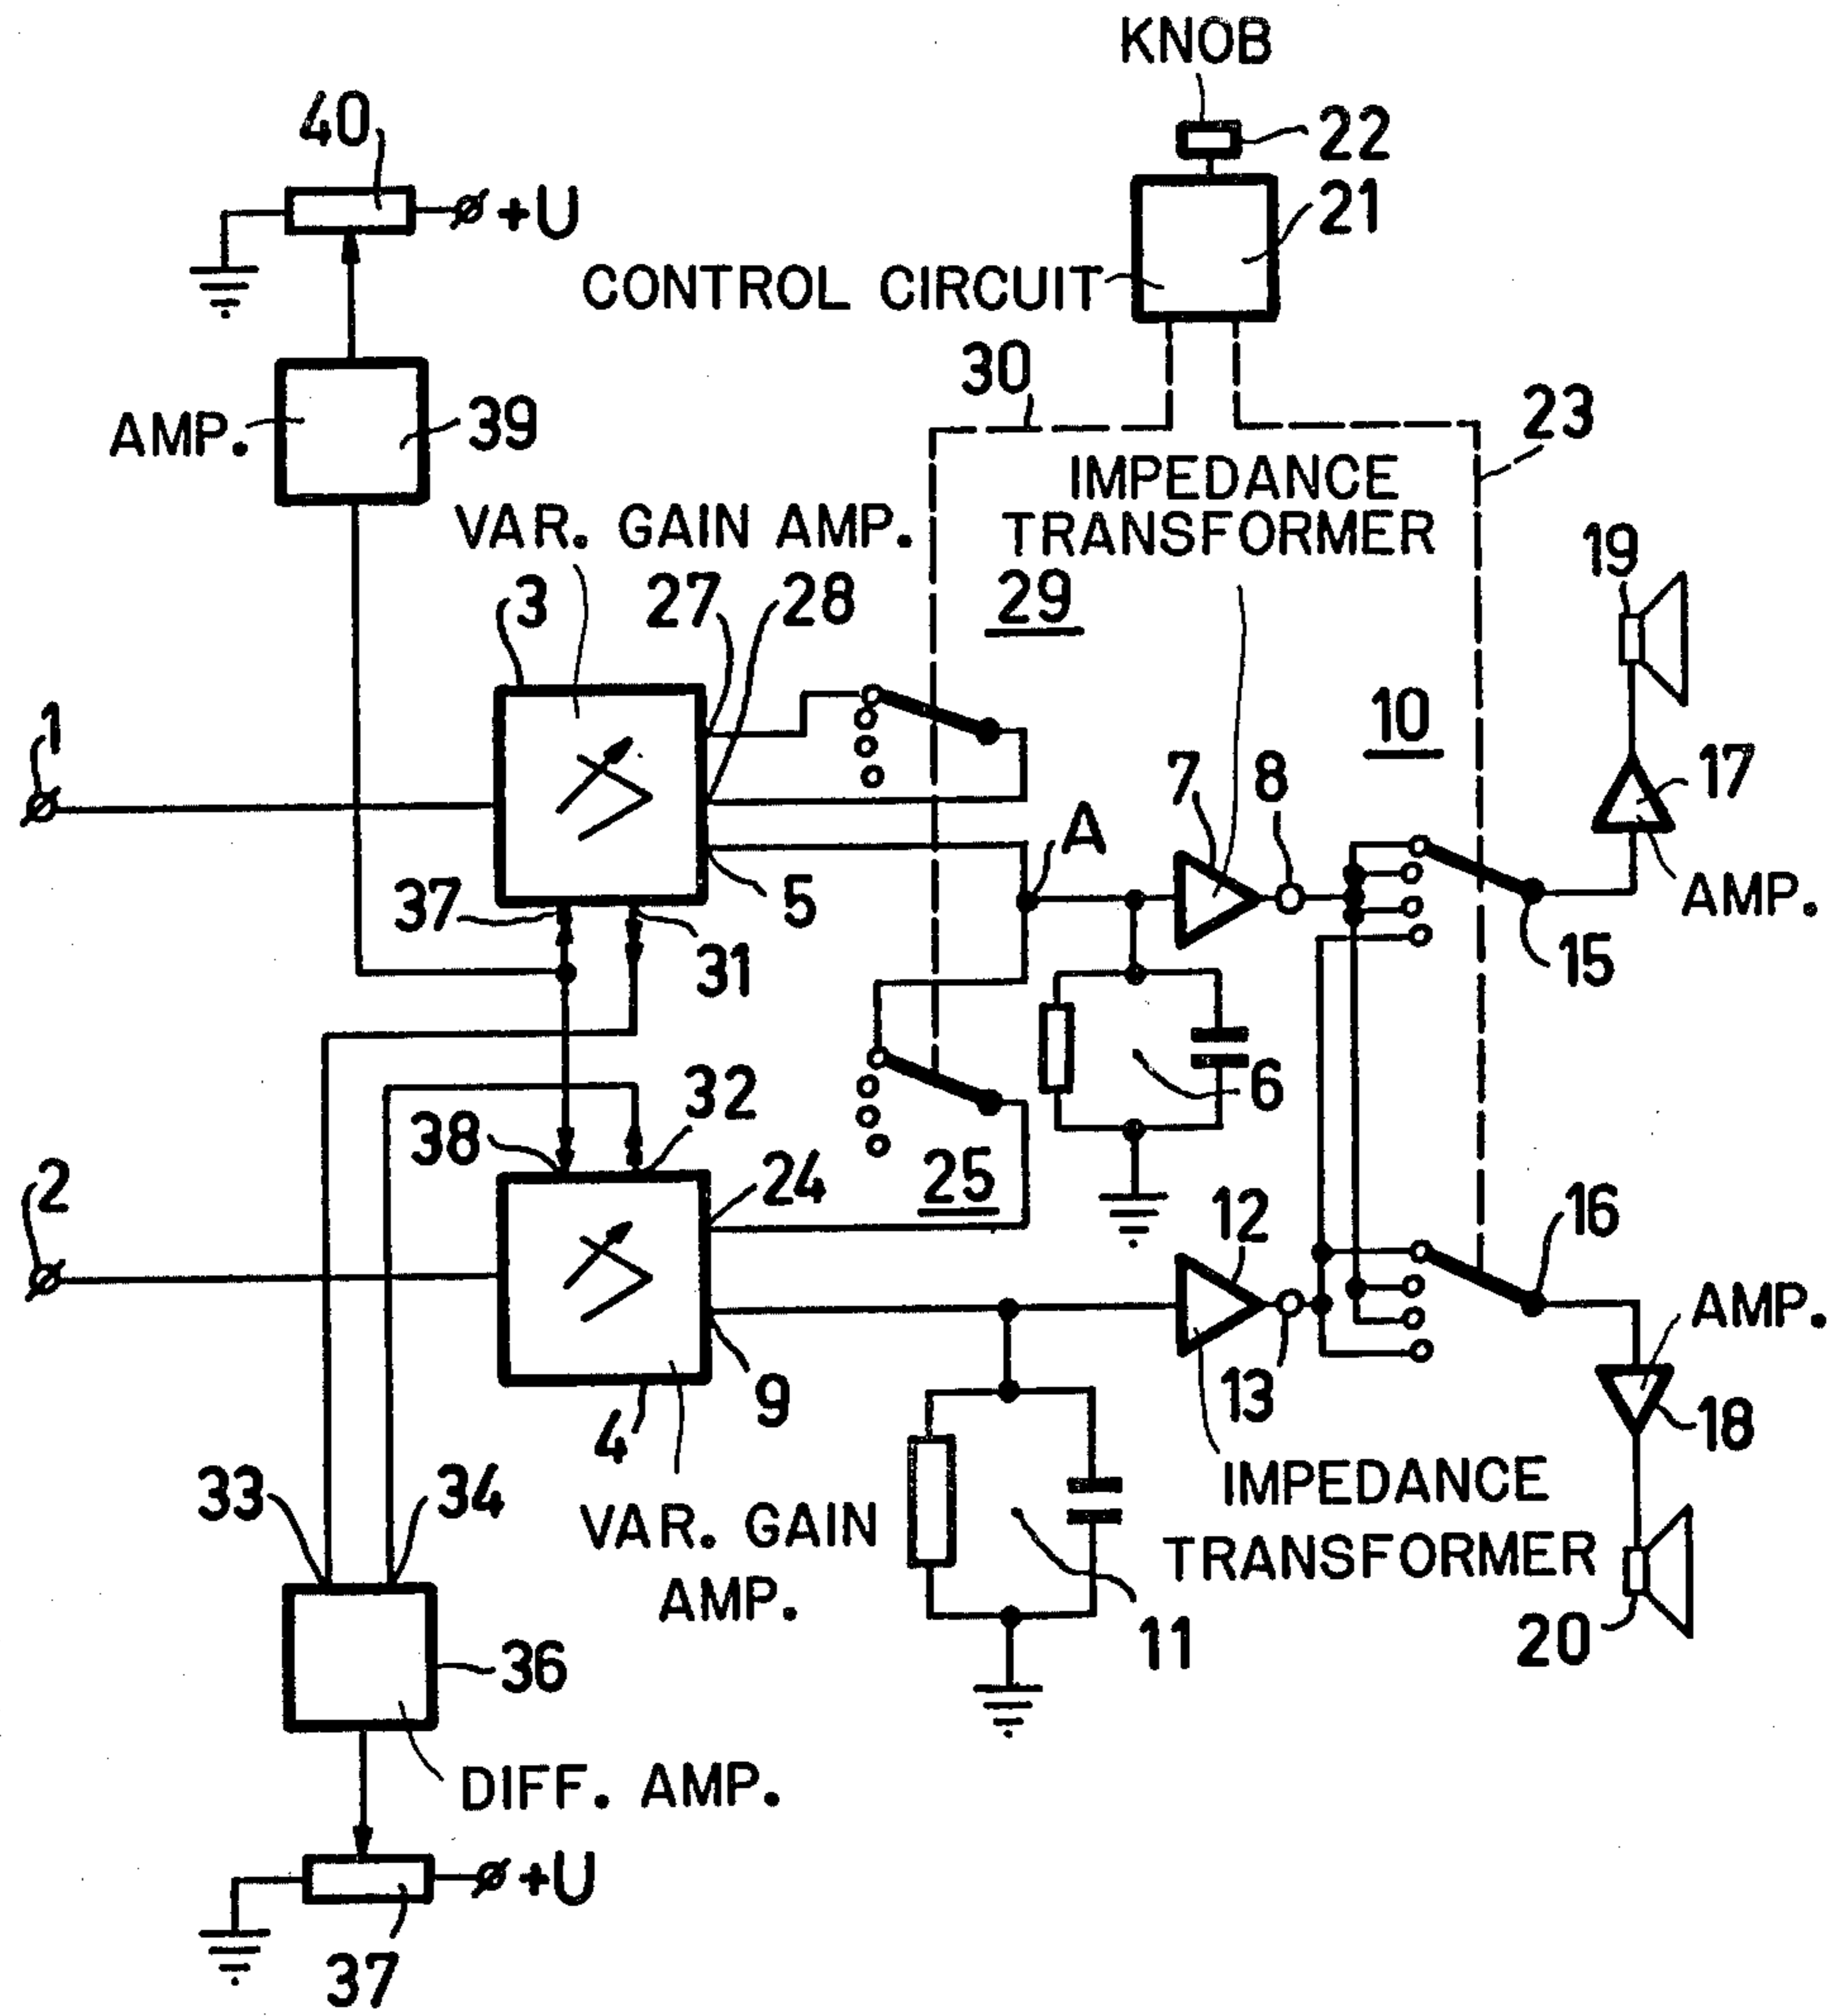 KNOB
40
22
+U
21
CONTROL CIRCUIT
30
23
AMP.
39
IMPEDANCE
TRANSFORMER
VAR. GAIN AMP.
29
19
3
27
28
1
10
7
8
17
A
37
5
AMP.
31
15
32
6
38
24
2
25
12
16
AMP.
9
13
4
18
33
34
VAR. GAIN
AMP.
IMPEDANCE
TRANSFORMER
11
20
36
DIFF. AMP.
+U
37